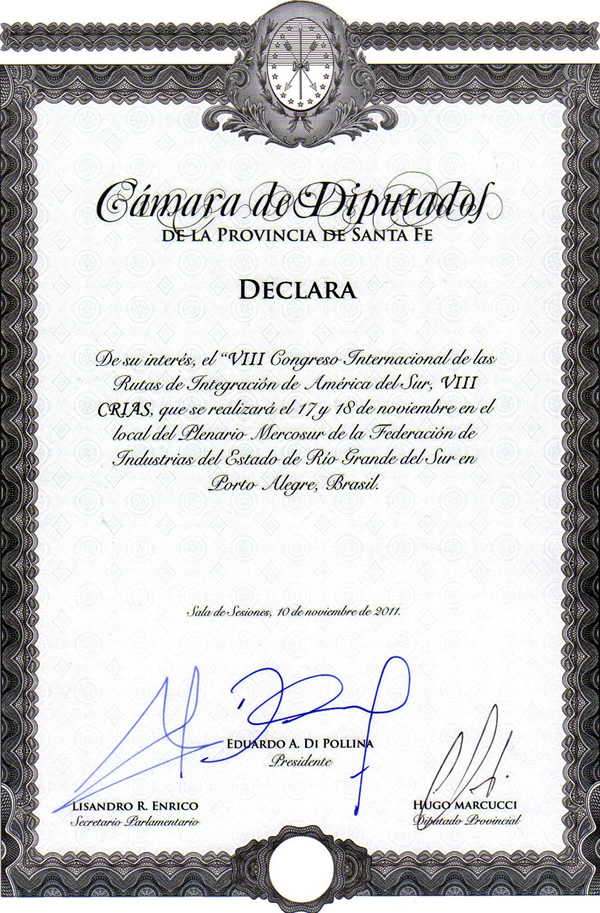 Cámara de Diputados
DE LA PROVINCIA DE SANTA FE
DECLARA
De su interés, el "VIII Congreso Internacional de las
Rutas de Integración de América del Sur, VIII
CRIAS, que se realizará el 17 y 18 de noviembre en el
local del Plenario Mercosur de la Federación de
Industrias del Estado de Río Grande del Sur en
Porto Alegre, Brasil.
Sala de Sesiones, 10 de noviembre de 2011.
EDUARDO A. DI POLLINA
Presidente
LISANDRO R. ENRICO
Secretario Parlamentario
HUGO MARCUCCI
Diputado Provincial